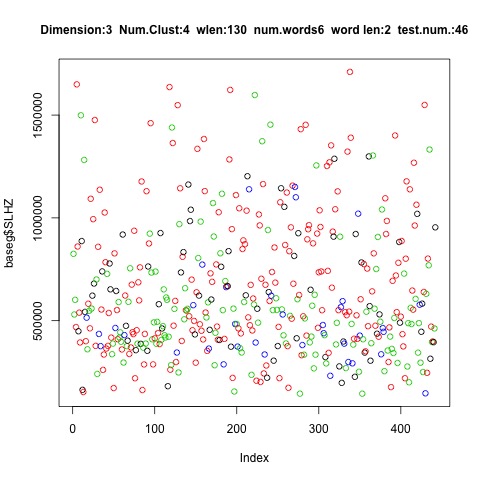 Dimension:3 Num.Clust:4 wlen:130 num.words6 word len:2 test.num.:46
baseg$SLHZ
1500000
1000000
500000
0 100 200 300 400
Index